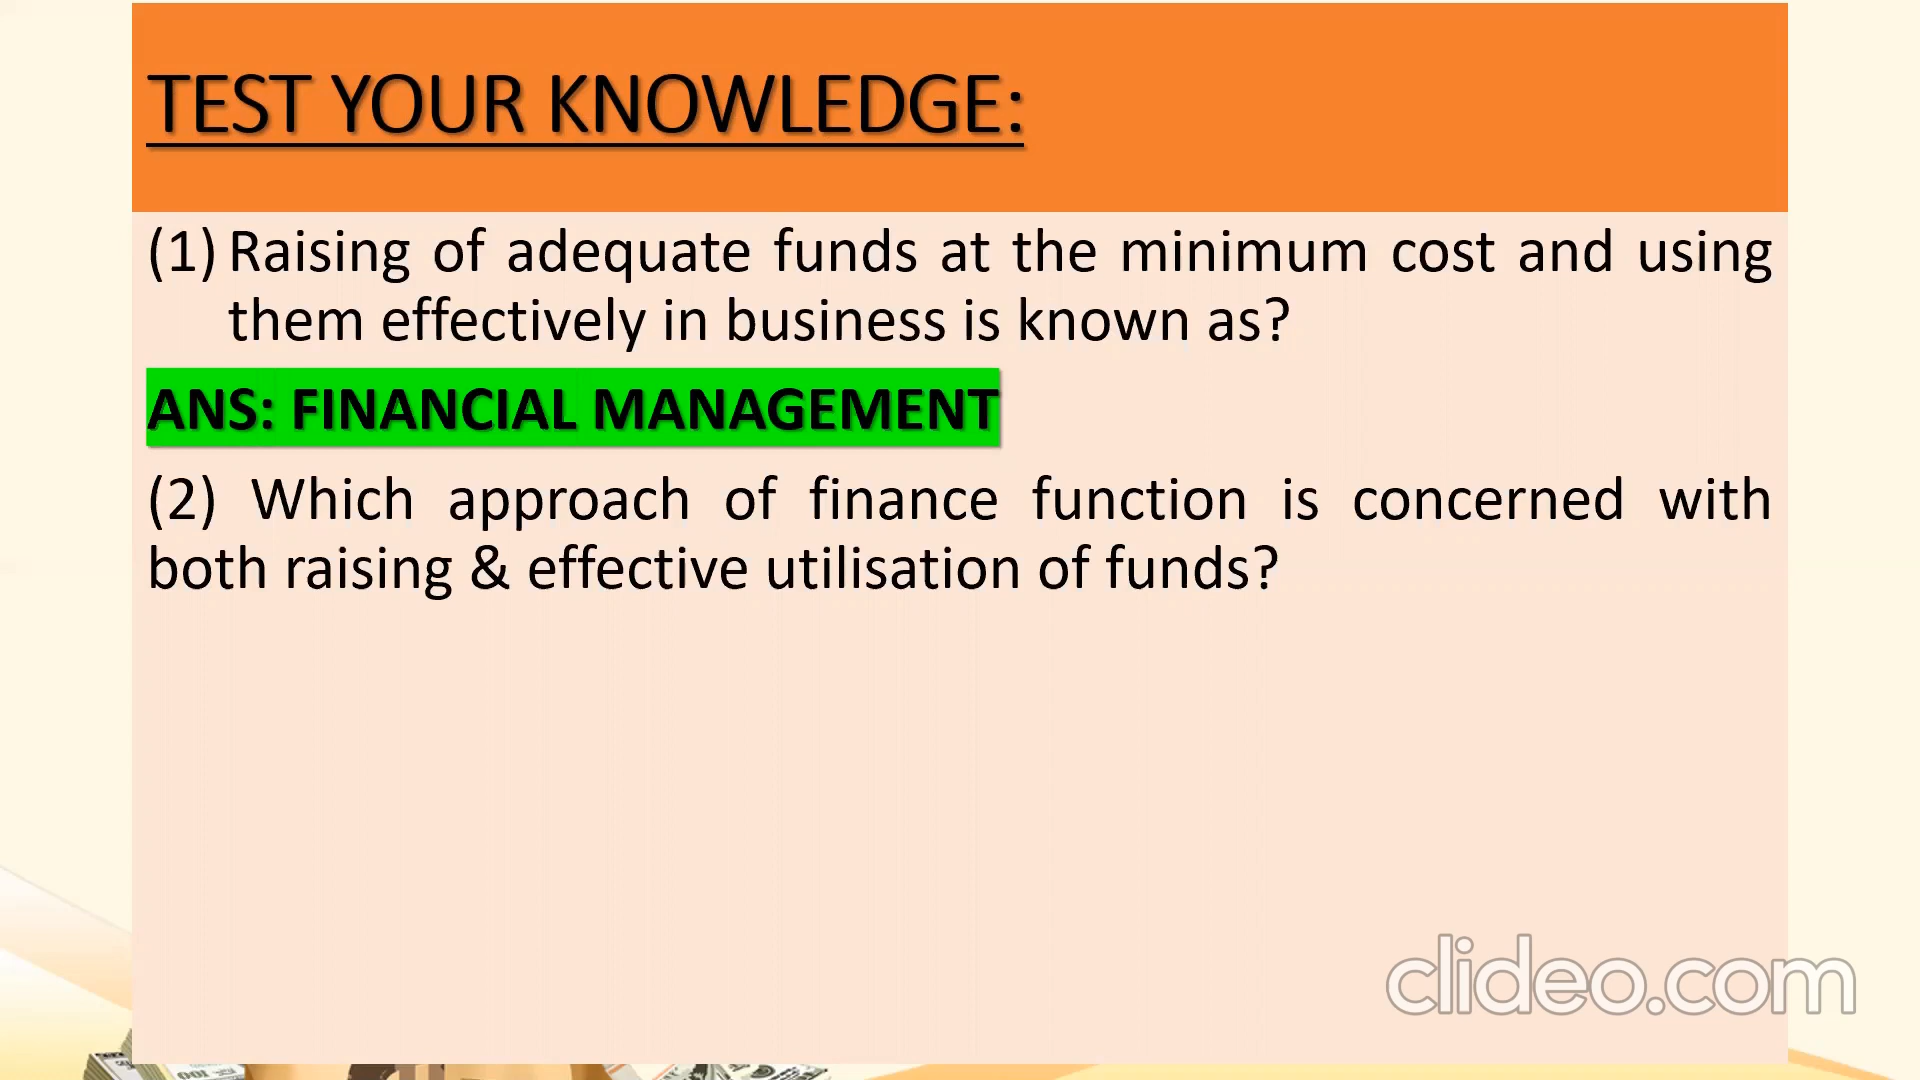 TEST YOUR KNOWLEDGE:
(1) Raising of adequate funds at the minimum cost and using
them effectively in business is known as?
ANS: FINANCIAL MANAGEMENT
(2) Which approach of finance function is concerned with
both raising & effective utilisation of funds?
clideo.com